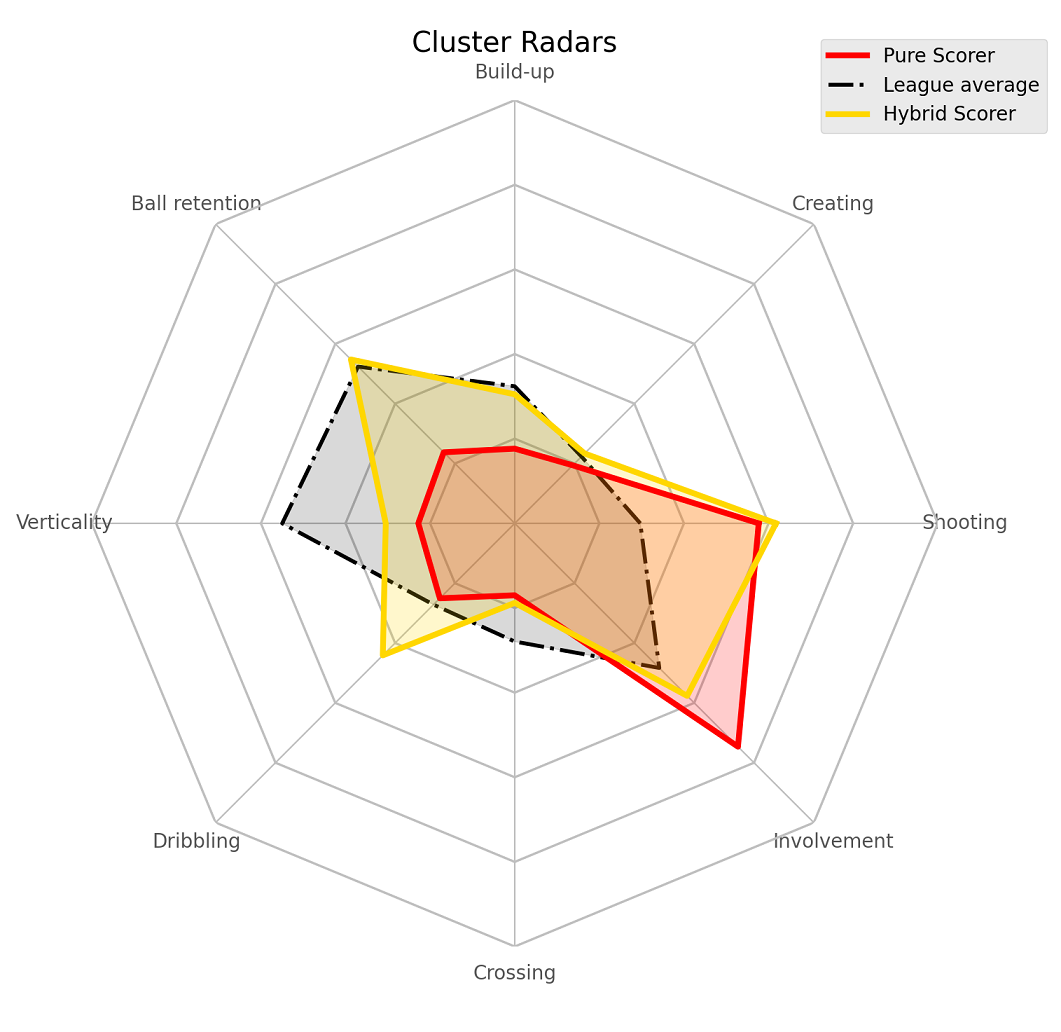 Cluster Radars
Build-up
Pure Scorer
League average
Hybrid Scorer
Ball retention
Creating
Verticality
Shooting
Dribbling
Involvement
Crossing